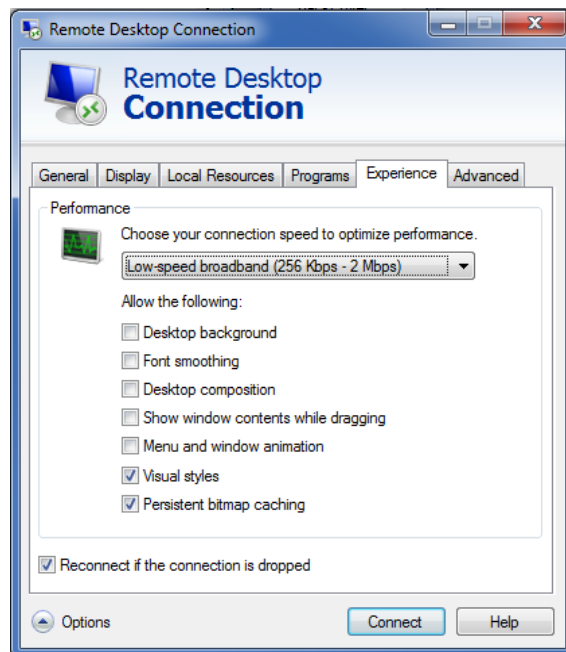 Remote Desktop Connection
Remote Desktop
Connection
General Display Local Resources Programs Experience Advanced
Performance
Choose your connection speed to optimize performance.
Low-speed broadband (256 Kbps - 2 Mbps)
Allow the following:
Desktop background
Font smoothing
Desktop composition
Show window contents while dragging
Menu and window animation
Visual styles
Persistent bitmap caching
Reconnect if the connection is dropped
Options Connect Help